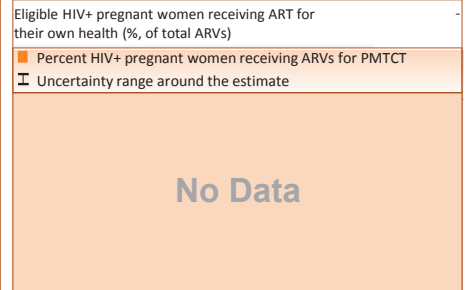 Eligible HIV+ pregnant women receiving ART for -
their own health (%, of total ARVs)
Percent HIV+ pregnant women receiving ARVs for PMTCT
Uncertainty range around the estimate
No Data